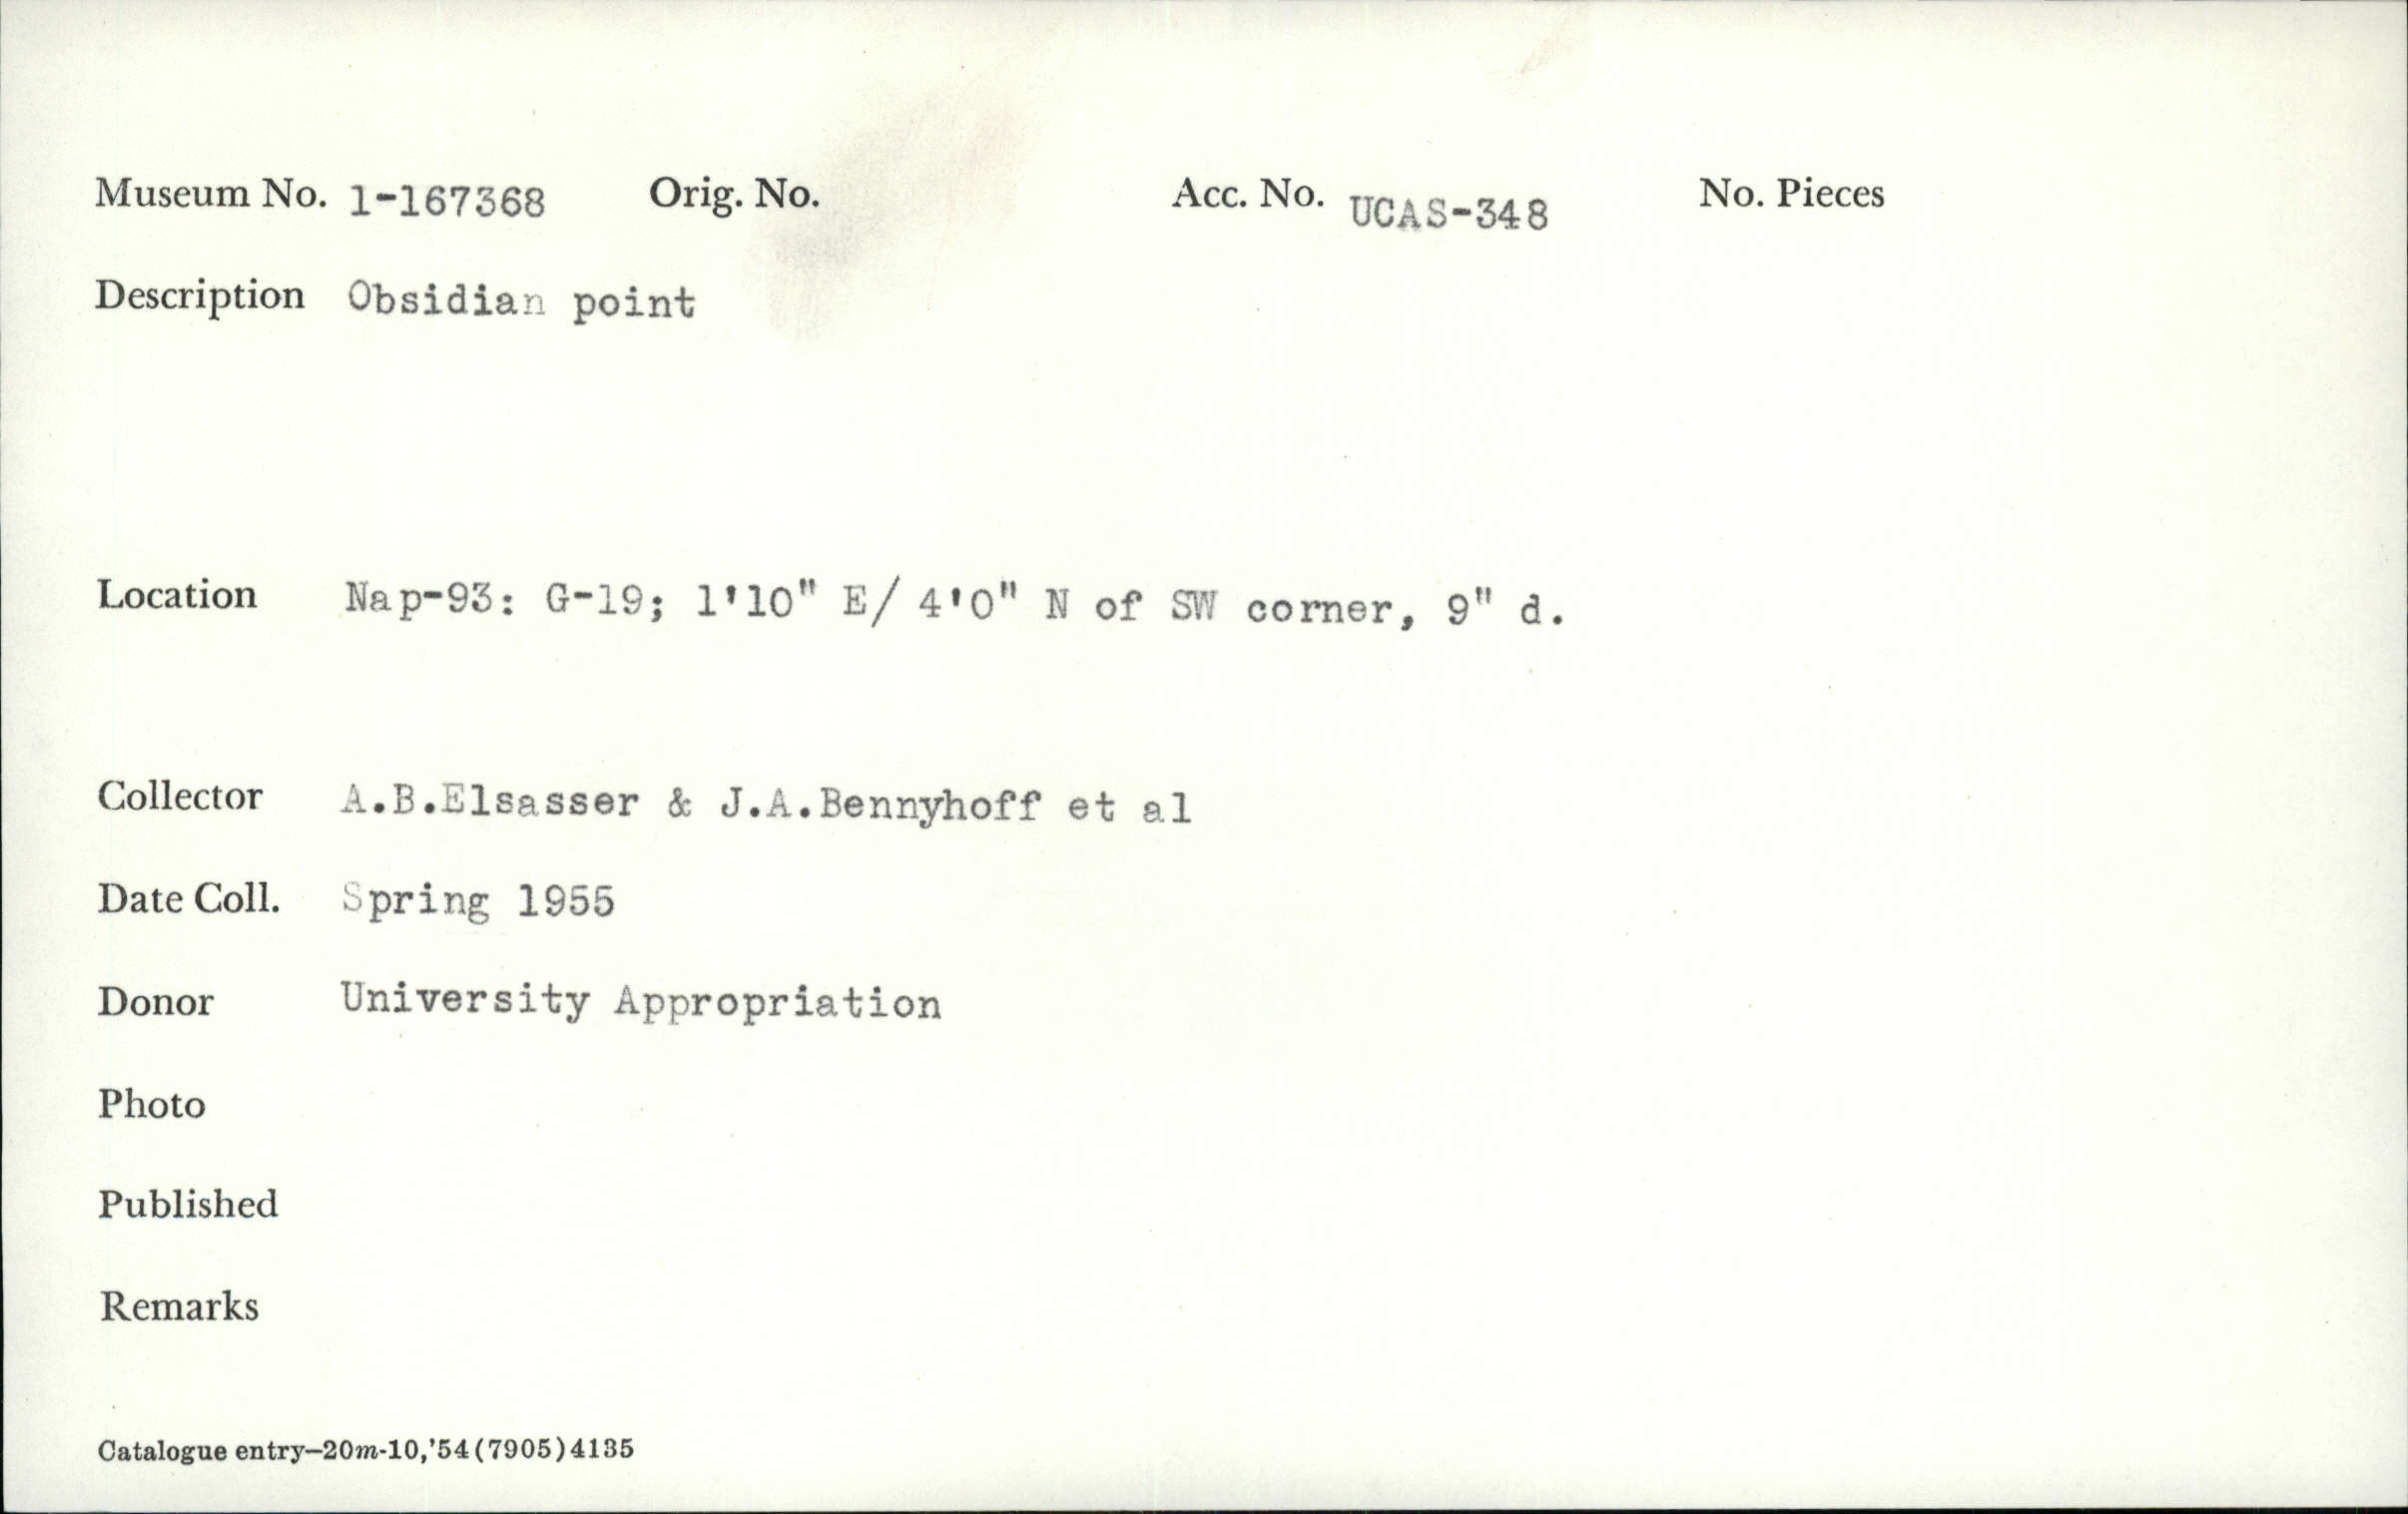 Museum No. 1-167368 Orig. No. Acc. No. UCAS-348 No. Pieces
Description Obsidian point
Location Nap-93: G-19; 1'10" E/ 4'0" N of SW corner, 9" d.
Collector A.B.Elsasser & J.A.Bennyhoff et al
Date Coll. Spring 1955
Donor University Appropriation
Photo
Published
Remarks
Catalogue entry—20m-10,'54(7905)4135